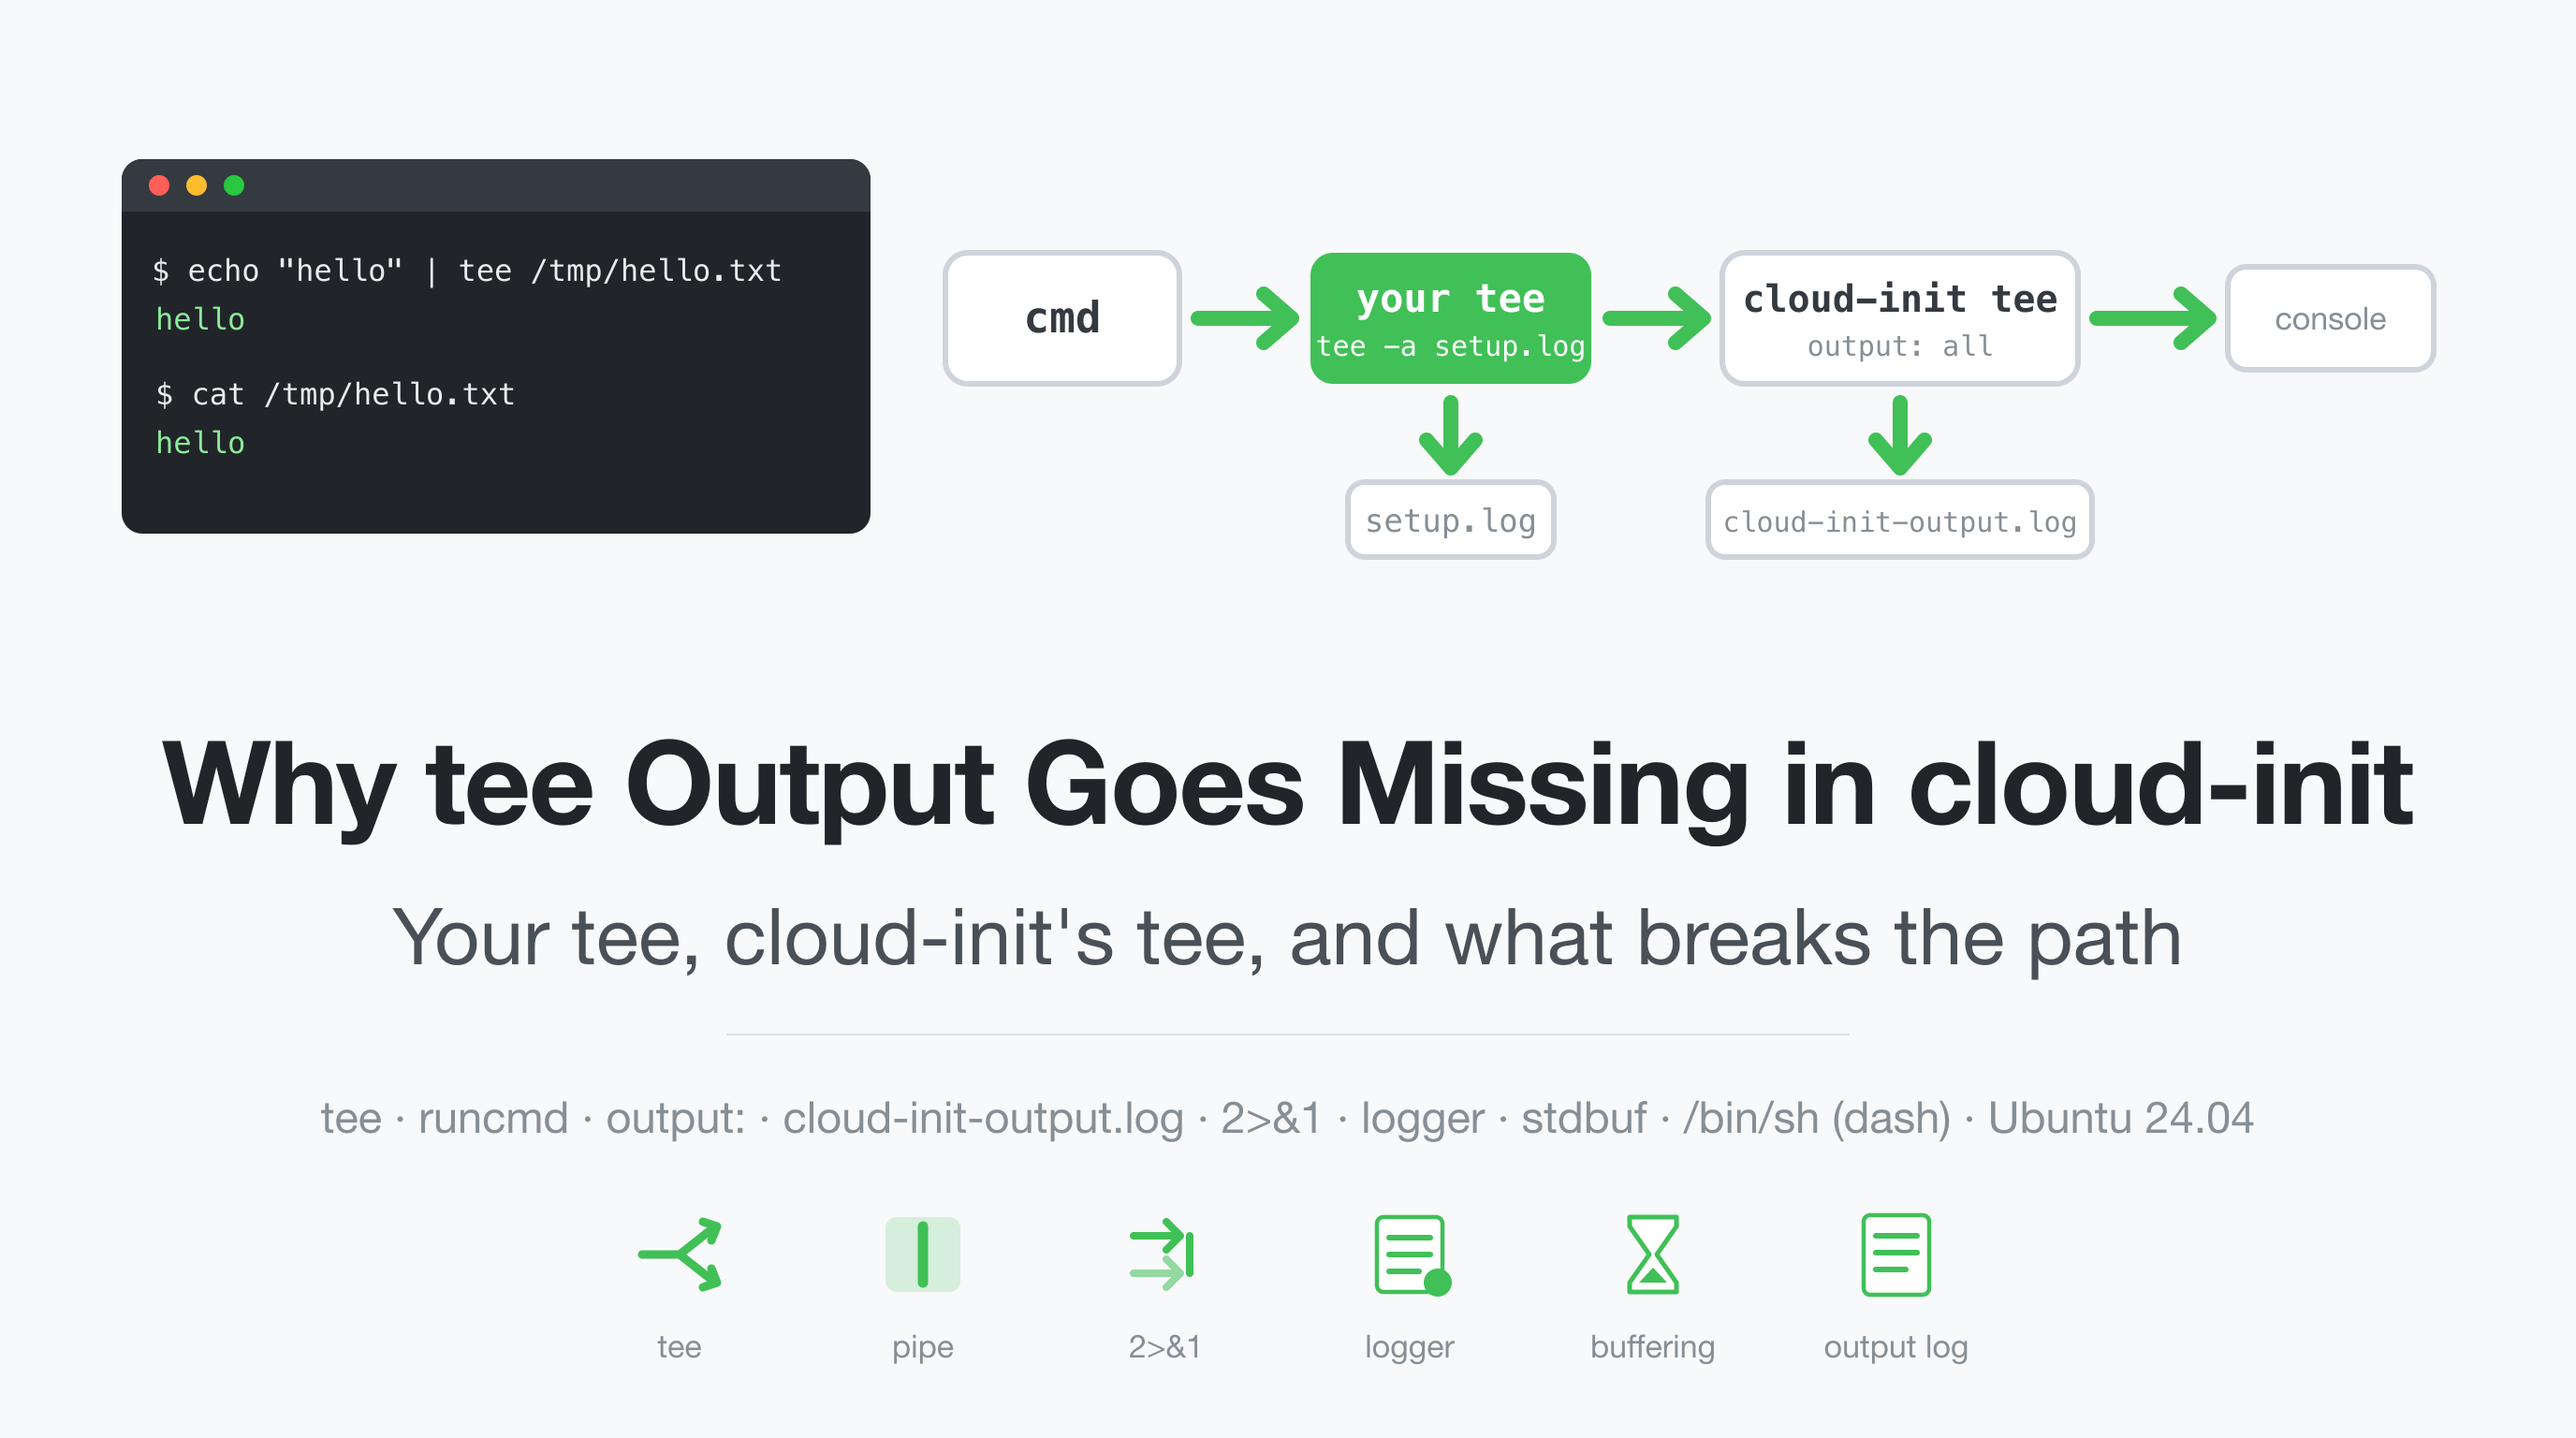 $ echo "hello" | tee /tmp/hello.txt
hello
$ cat /tmp/hello.txt
hello
cmd
your tee
tee -a setup.log
cloud-init tee
output: all
console
setup.log
cloud-init-output.log
Why tee Output Goes Missing in cloud-init
Your tee, cloud-init's tee, and what breaks the path
tee · runcmd · output: · cloud-init-output.log · 2>&1 · logger · stdbuf · /bin/sh (dash) · Ubuntu 24.04
tee
pipe
2>&1
logger
buffering
output log